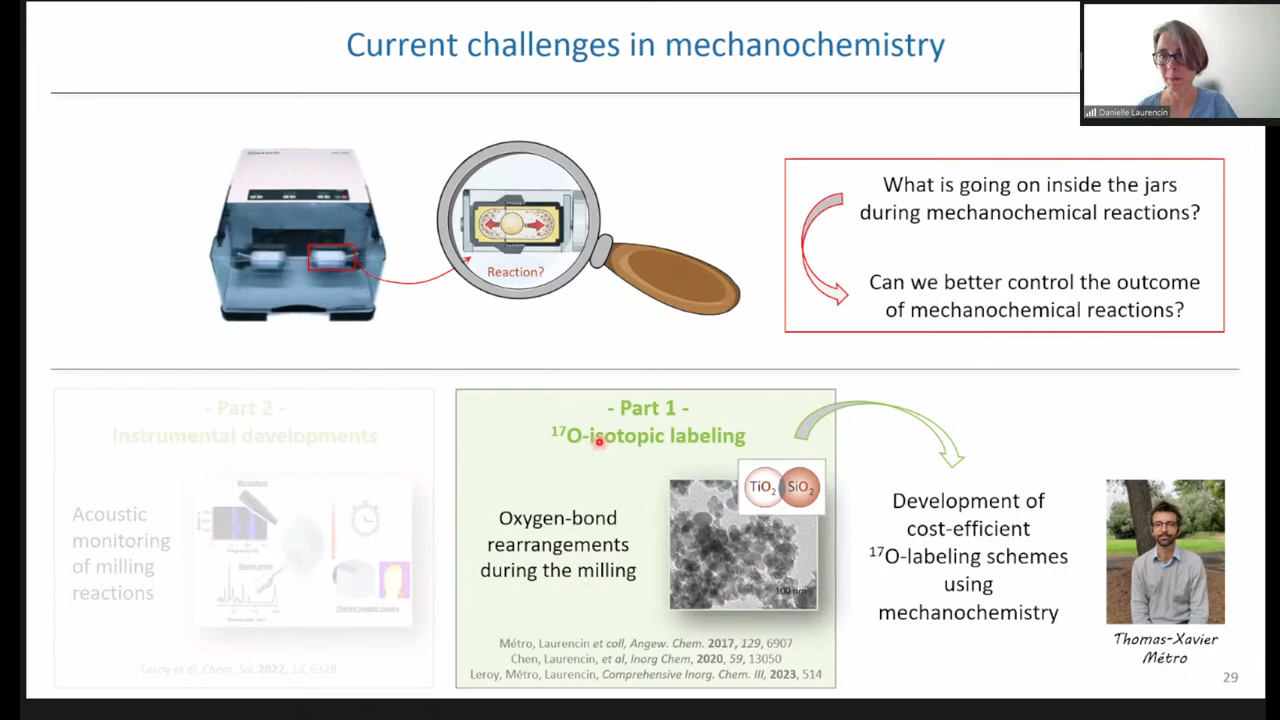 Current challenges in mechanochemistry
Danielle Laurencin
Reaction?
What is going on inside the jars
during mechanochemical reactions?
Can we better control the outcome
of mechanochemical reactions?
- Part 2 -
Instrumental developments
Acoustic
monitoring
of milling
reactions
Leroy et al, Chem. Sci. 2022, 13, 6328
- Part 1 -
¹⁷O-isotopic labeling
Oxygen-bond
rearrangements
during the milling
TiO₂ SiO₂
100 nm
Métro, Laurencin et coll, Angew. Chem. 2017, 129, 6907
Chen, Laurencin, et al, Inorg Chem, 2020, 59, 13050
Leroy, Métro, Laurencin, Comprehensive Inorg. Chem. III, 2023, 514
Development of
cost-efficient
¹⁷O-labeling schemes
using
mechanochemistry
Thomas-Xavier
Métro
29